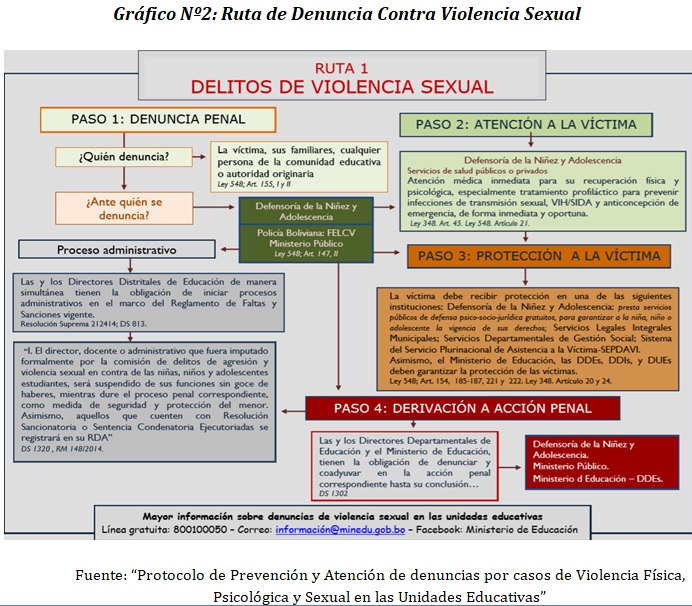 Gráfico Nº2: Ruta de Denuncia Contra Violencia Sexual
RUTA 1
DELITOS DE VIOLENCIA SEXUAL
PASO 1: DENUNCIA PENAL
¿Quién denuncia?
La víctima, sus familiares, cualquier
persona de la comunidad educativa
o autoridad originaria
Ley 548; Art. 155, I y II
¿Ante quién se
denuncia?
Defensoría de la Niñez y
Adolescencia
Policía Boliviana: FELCV
Ministerio Público
Ley 548; Art. 147, II
Proceso administrativo
Las y los Directores Distritales de Educación de manera
simultánea tienen la obligación de iniciar procesos
administrativos en el marco del Reglamento de Faltas y
Sanciones vigente.
Resolución Suprema 212414; DS 813.
“I. El director, docente o administrativo que fuera imputado
formalmente por la comisión de delitos de agresión y
violencia sexual en contra de las niñas, niños y adolescentes
estudiantes, será suspendido de sus funciones sin goce de
haberes, mientras dure el proceso penal correspondiente,
como medida de seguridad y protección del menor.
Asimismo, aquellos que cuenten con Resolución
Sancionatoria o Sentencia Condenatoria Ejecutoriadas se
registrará en su RDA”
DS 1320 , RM 148/2014.
PASO 2: ATENCIÓN A LA VÍCTIMA
Defensoría de la Niñez y Adolescencia
Servicios de salud públicos o privados
Atención médica inmediata para su recuperación física y
psicológica, especialmente tratamiento profiláctico para prevenir
infecciones de transmisión sexual, VIH/SIDA y anticoncepción de
emergencia, de forma inmediata y oportuna.
Ley 348. Art. 45. Ley 548. Artículo 21.
PASO 3: PROTECCIÓN A LA VÍCTIMA
La víctima debe recibir protección en una de las siguientes
instituciones: Defensoría de la Niñez y Adolescencia: presta servicios
públicos de defensa psico-socio-jurídica gratuitos, para garantizar a la niña, niño o
adolescente la vigencia de sus derechos; Servicios Legales Integrales
Municipales; Servicios Departamentales de Gestión Social; Sistema
del Servicio Plurinacional de Asistencia a la Víctima-SEPDAVI.
Asimismo, el Ministerio de Educación, las DDEs, DDIs, y DUEs
deben garantizar la protección de las víctimas.
Ley 548; Art. 154, 185-187, 221 y 222. Ley 348. Artículo 20 y 24.
PASO 4: DERIVACIÓN A ACCIÓN PENAL
Las y los Directores Departamentales de
Educación y el Ministerio de Educación,
tienen la obligación de denunciar y
coadyuvar en la acción penal
correspondiente hasta su conclusión…
DS 1302
Defensoría de la Niñez y
Adolescencia.
Ministerio Público.
Ministerio d Educación – DDEs.
Mayor información sobre denuncias de violencia sexual en las unidades educativas
Línea gratuita: 800100050 – Correo: información@minedu.gob.bo – Facebook: Ministerio de Educación
Fuente: “Protocolo de Prevención y Atención de denuncias por casos de Violencia Física,
Psicológica y Sexual en las Unidades Educativas”